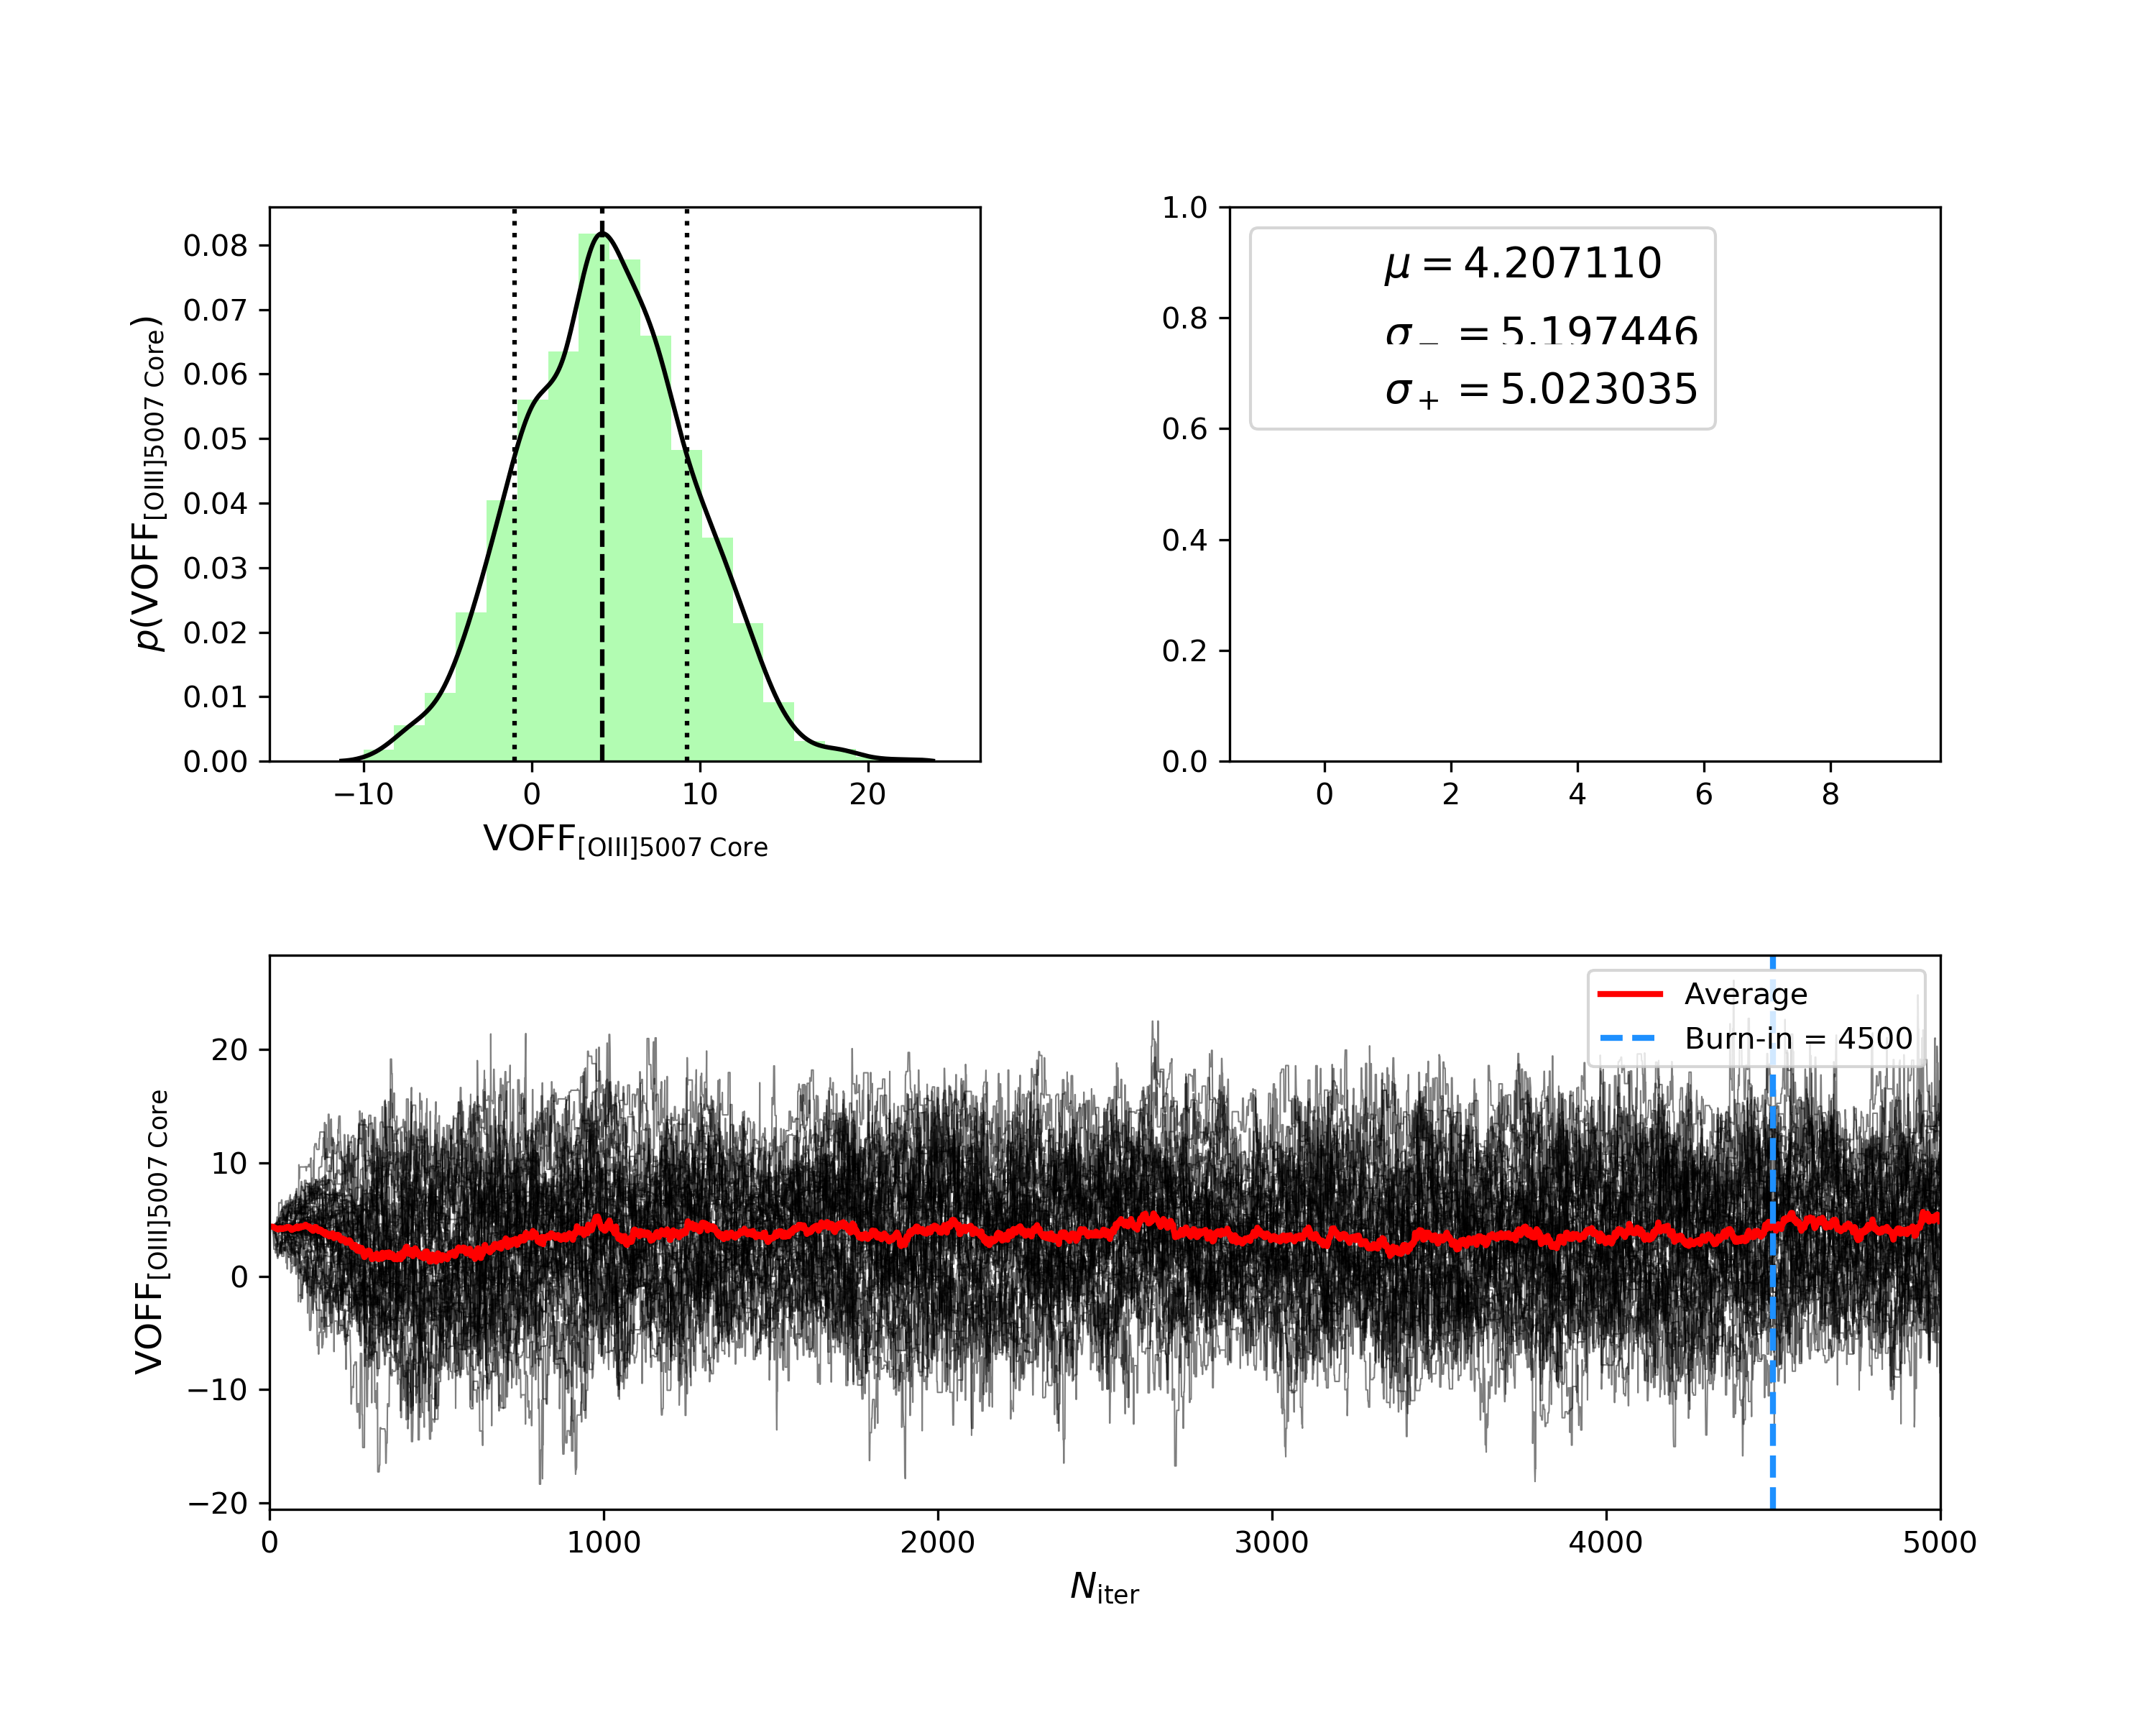 0.08
0.07
0.06
0.05
0.04
0.03
0.02
0.01
0.00
p(VOFF[OIII]5007 Core)
−10 0 10 20
VOFF[OIII]5007 Core
1.0
0.8
0.6
0.4
0.2
0.0
μ = 4.207110
σ− = 5.197446
σ+ = 5.023035
0 2 4 6 8
20
10
0
−10
−20
VOFF[OIII]5007 Core
Average
Burn-in = 4500
0 1000 2000 3000 4000 5000
Niter